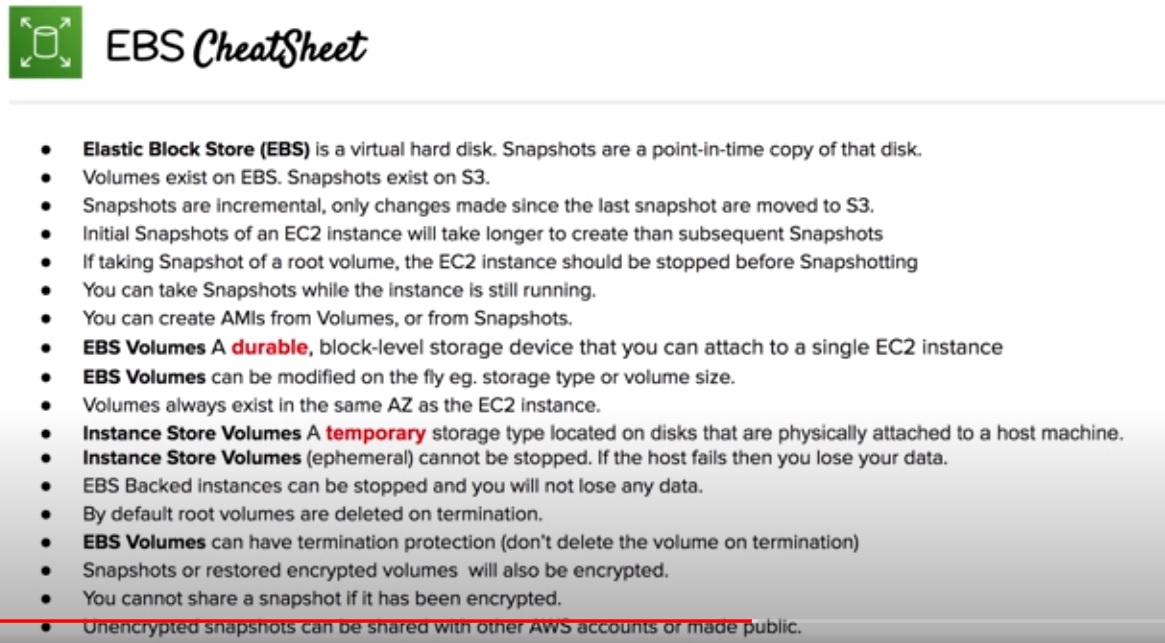 EBS CheatSheet
● Elastic Block Store (EBS) is a virtual hard disk. Snapshots are a point-in-time copy of that disk.
● Volumes exist on EBS. Snapshots exist on S3.
● Snapshots are incremental, only changes made since the last snapshot are moved to S3.
● Initial Snapshots of an EC2 instance will take longer to create than subsequent Snapshots
● If taking Snapshot of a root volume, the EC2 instance should be stopped before Snapshotting
● You can take Snapshots while the instance is still running.
● You can create AMIs from Volumes, or from Snapshots.
● EBS Volumes A durable, block-level storage device that you can attach to a single EC2 instance
● EBS Volumes can be modified on the fly eg. storage type or volume size.
● Volumes always exist in the same AZ as the EC2 instance.
● Instance Store Volumes A temporary storage type located on disks that are physically attached to a host machine.
● Instance Store Volumes (ephemeral) cannot be stopped. If the host fails then you lose your data.
● EBS Backed instances can be stopped and you will not lose any data.
● By default root volumes are deleted on termination.
● EBS Volumes can have termination protection (don't delete the volume on termination)
● Snapshots or restored encrypted volumes will also be encrypted.
● You cannot share a snapshot if it has been encrypted.
● Unencrypted snapshots can be shared with other AWS accounts or made public.